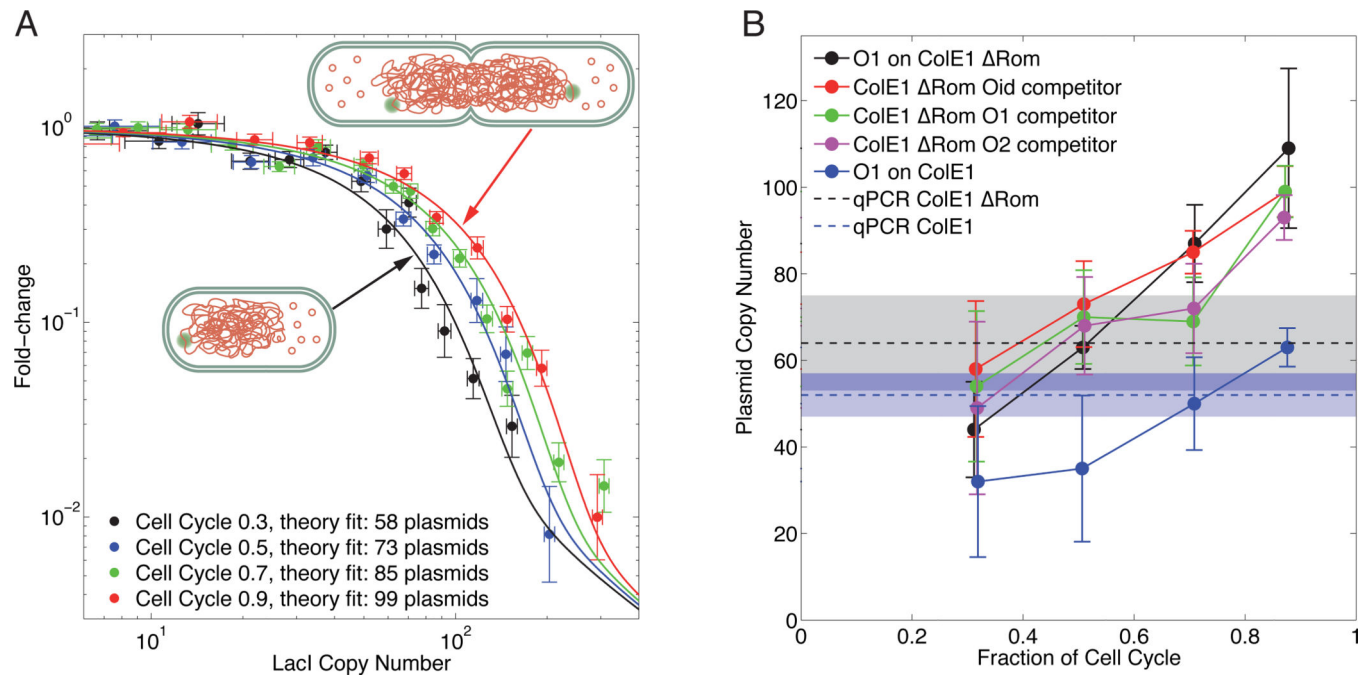 A
Fold−change
10⁰
10⁻¹
10⁻²
Cell Cycle 0.3, theory fit: 58 plasmids
Cell Cycle 0.5, theory fit: 73 plasmids
Cell Cycle 0.7, theory fit: 85 plasmids
Cell Cycle 0.9, theory fit: 99 plasmids
10¹
10²
LacI Copy Number
B
Plasmid Copy Number
120
100
80
60
40
20
0
O1 on ColE1 ΔRom
ColE1 ΔRom Oid competitor
ColE1 ΔRom O1 competitor
ColE1 ΔRom O2 competitor
O1 on ColE1
qPCR ColE1 ΔRom
qPCR ColE1
0
0.2
0.4
0.6
0.8
1
Fraction of Cell Cycle